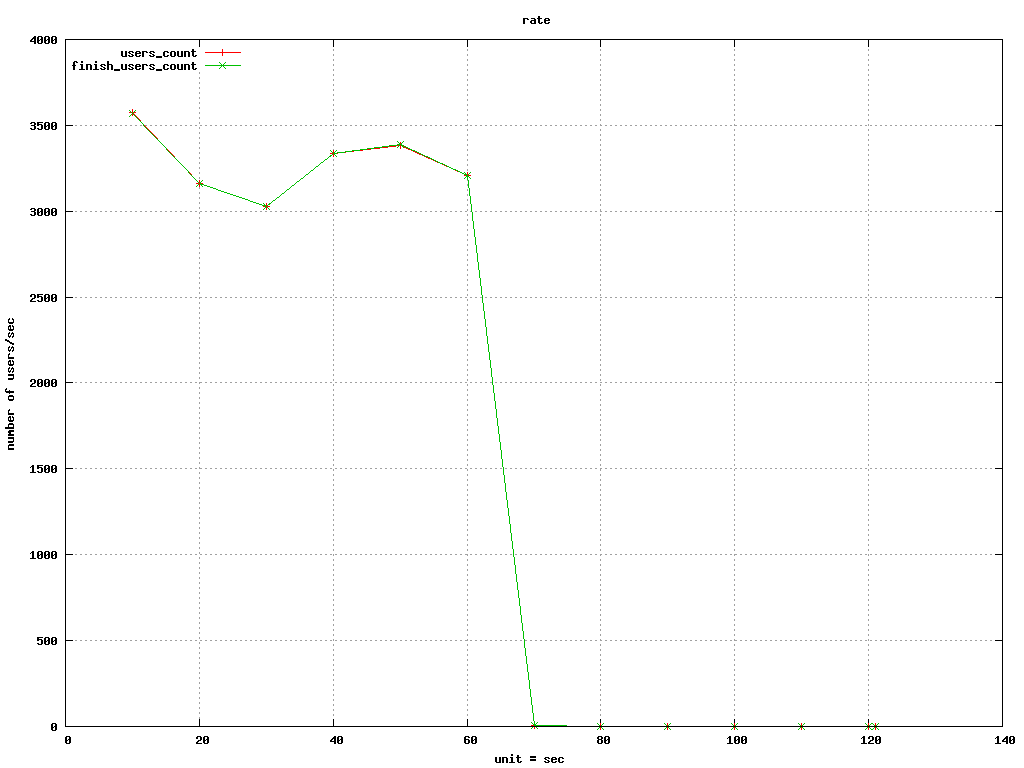 rate
4000
3500
3000
2500
2000
1500
1000
500
0
users_count
finish_users_count
number of users/sec
0 20 40 60 80 100 120 140
unit = sec